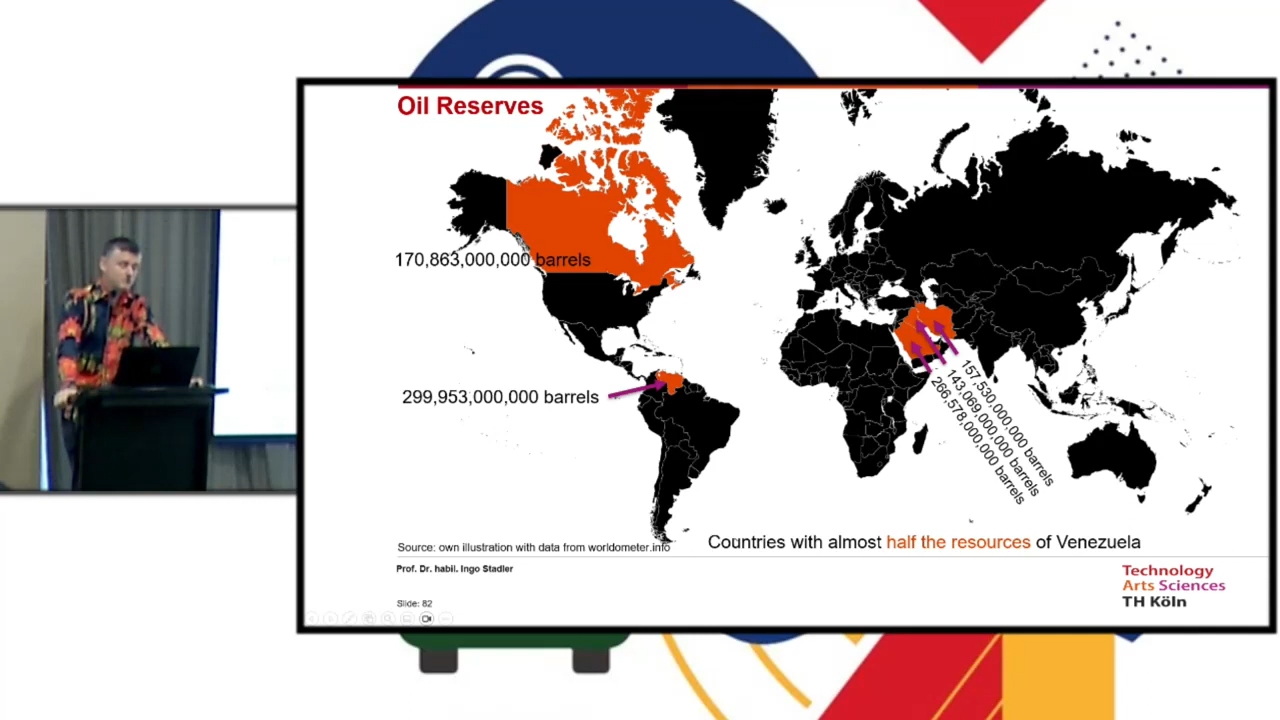 Oil Reserves
170,863,000,000 barrels
299,953,000,000 barrels
157,530,000,000 barrels
143,069,000,000 barrels
266,578,000,000 barrels
Source: own illustration with data from worldometer.info
Countries with almost half the resources of Venezuela
Prof. Dr. habil. Ingo Stadler
Slide: 82
Technology
Arts Sciences
TH Köln